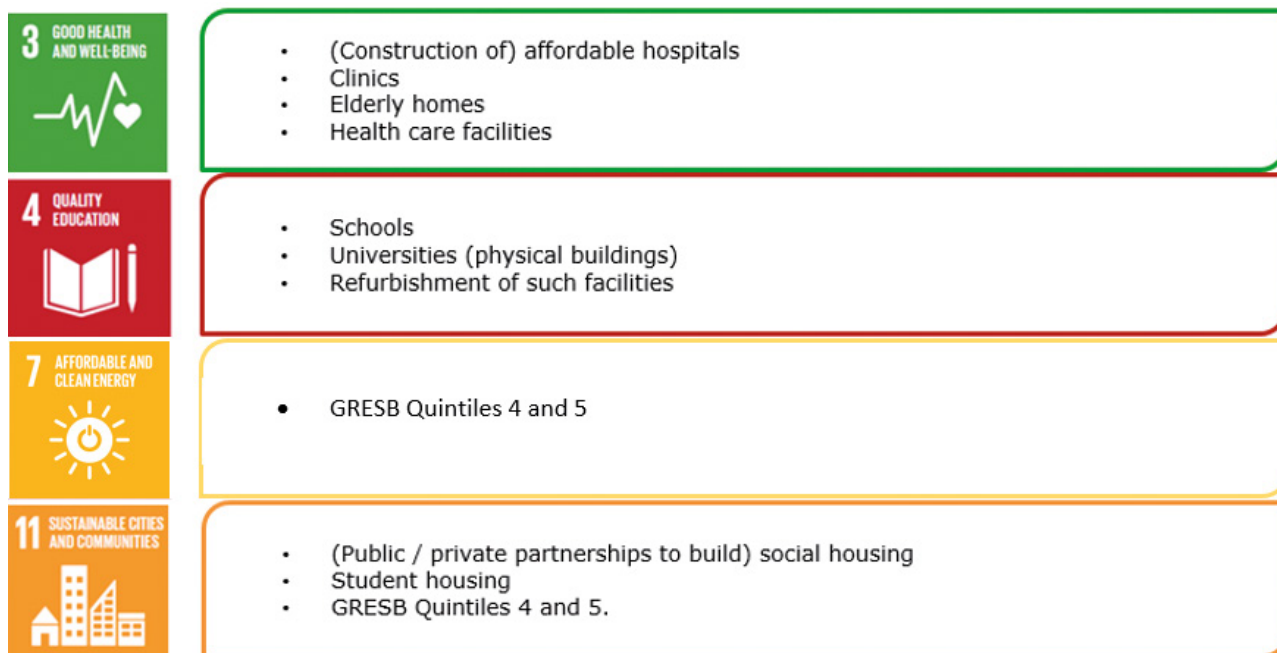 3 GOOD HEALTH
AND WELL-BEING
• (Construction of) affordable hospitals
• Clinics
• Elderly homes
• Health care facilities
4 QUALITY
EDUCATION
• Schools
• Universities (physical buildings)
• Refurbishment of such facilities
7 AFFORDABLE AND
CLEAN ENERGY
• GRESB Quintiles 4 and 5
11 SUSTAINABLE CITIES
AND COMMUNITIES
• (Public / private partnerships to build) social housing
• Student housing
• GRESB Quintiles 4 and 5.